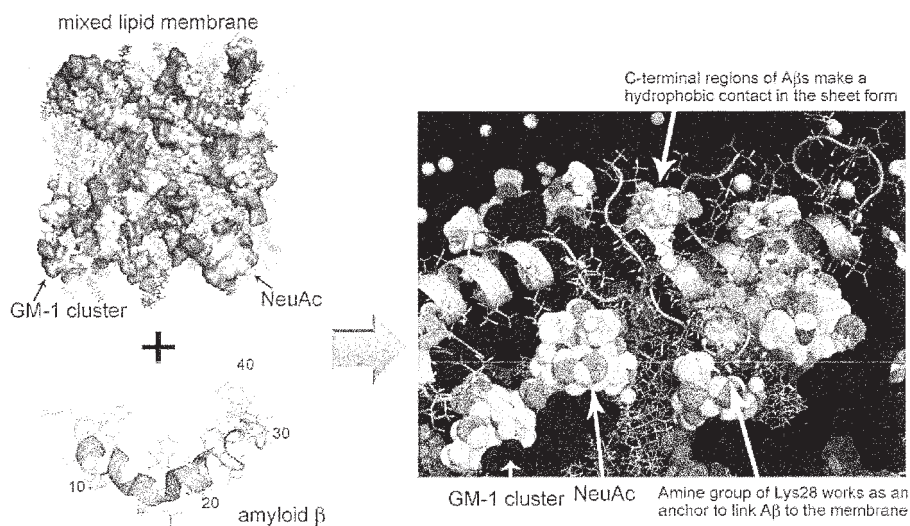 mixed lipid membrane
GM-1 cluster
NeuAc
+
40
30
20
10
amyloid β
C-terminal regions of Aβs make a
hydrophobic contact in the sheet form
GM-1 cluster
NeuAc
Amine group of Lys28 works as an
anchor to link Aβ to the membrane